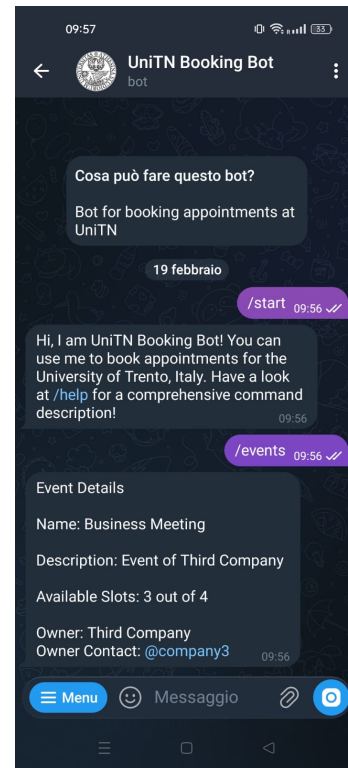 09:57
33
UniTN Booking Bot
bot
Cosa può fare questo bot?
Bot for booking appointments at
UniTN
19 febbraio
/start 09:56
Hi, I am UniTN Booking Bot! You can
use me to book appointments for the
University of Trento, Italy. Have a look
at /help for a comprehensive command
description!
09:56
/events 09:56
Event Details
Name: Business Meeting
Description: Event of Third Company
Available Slots: 3 out of 4
Owner: Third Company
Owner Contact: @company3
09:56
Menu
Messaggio